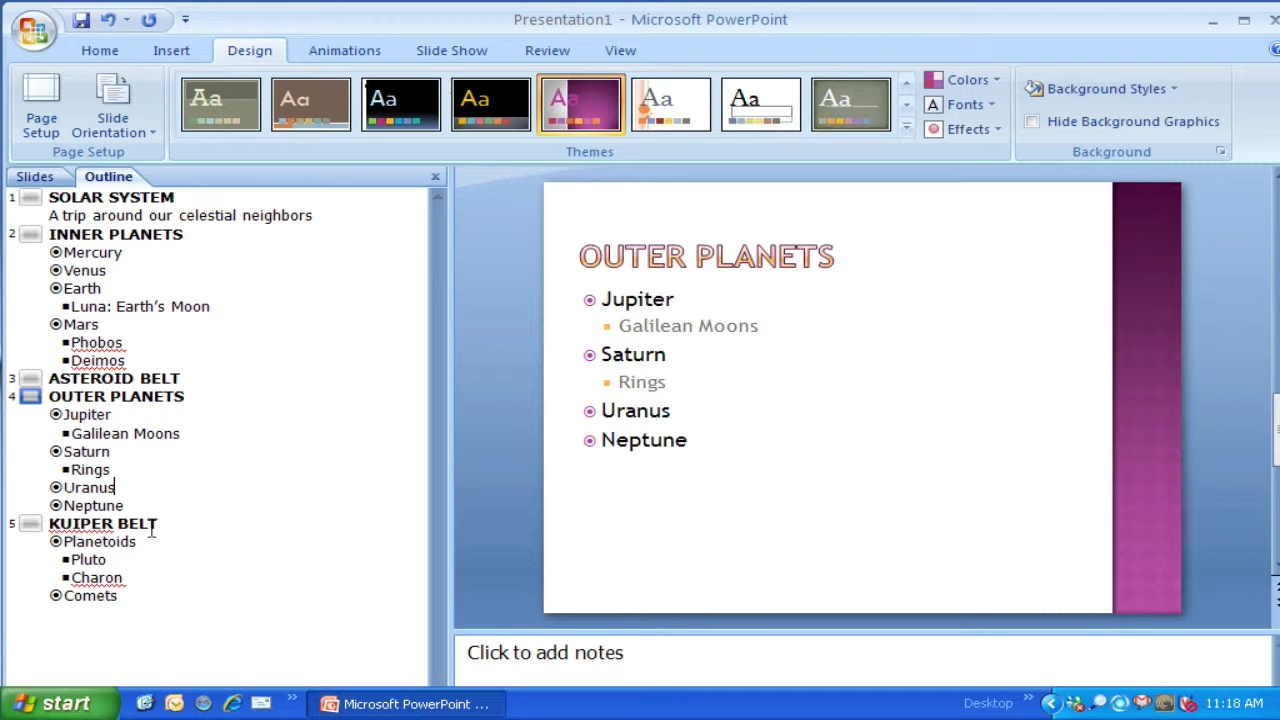 Presentation1 - Microsoft PowerPoint
Home Insert Design Animations Slide Show Review View
Page Setup
Slide Orientation
Aa Aa Aa Aa Aa Aa Aa Aa
Colors
Fonts
Effects
Background Styles
Hide Background Graphics
Page Setup Themes Background
Slides Outline
1 SOLAR SYSTEM
A trip around our celestial neighbors
2 INNER PLANETS
Mercury
Venus
Earth
Luna: Earth's Moon
Mars
Phobos
Deimos
3 ASTEROID BELT
4 OUTER PLANETS
Jupiter
Galilean Moons
Saturn
Rings
Uranus
Neptune
5 KUIPER BELT
Planetoids
Pluto
Charon
Comets
OUTER PLANETS
Jupiter
Galilean Moons
Saturn
Rings
Uranus
Neptune
Click to add notes
start Microsoft PowerPoint ... Desktop 11:18 AM